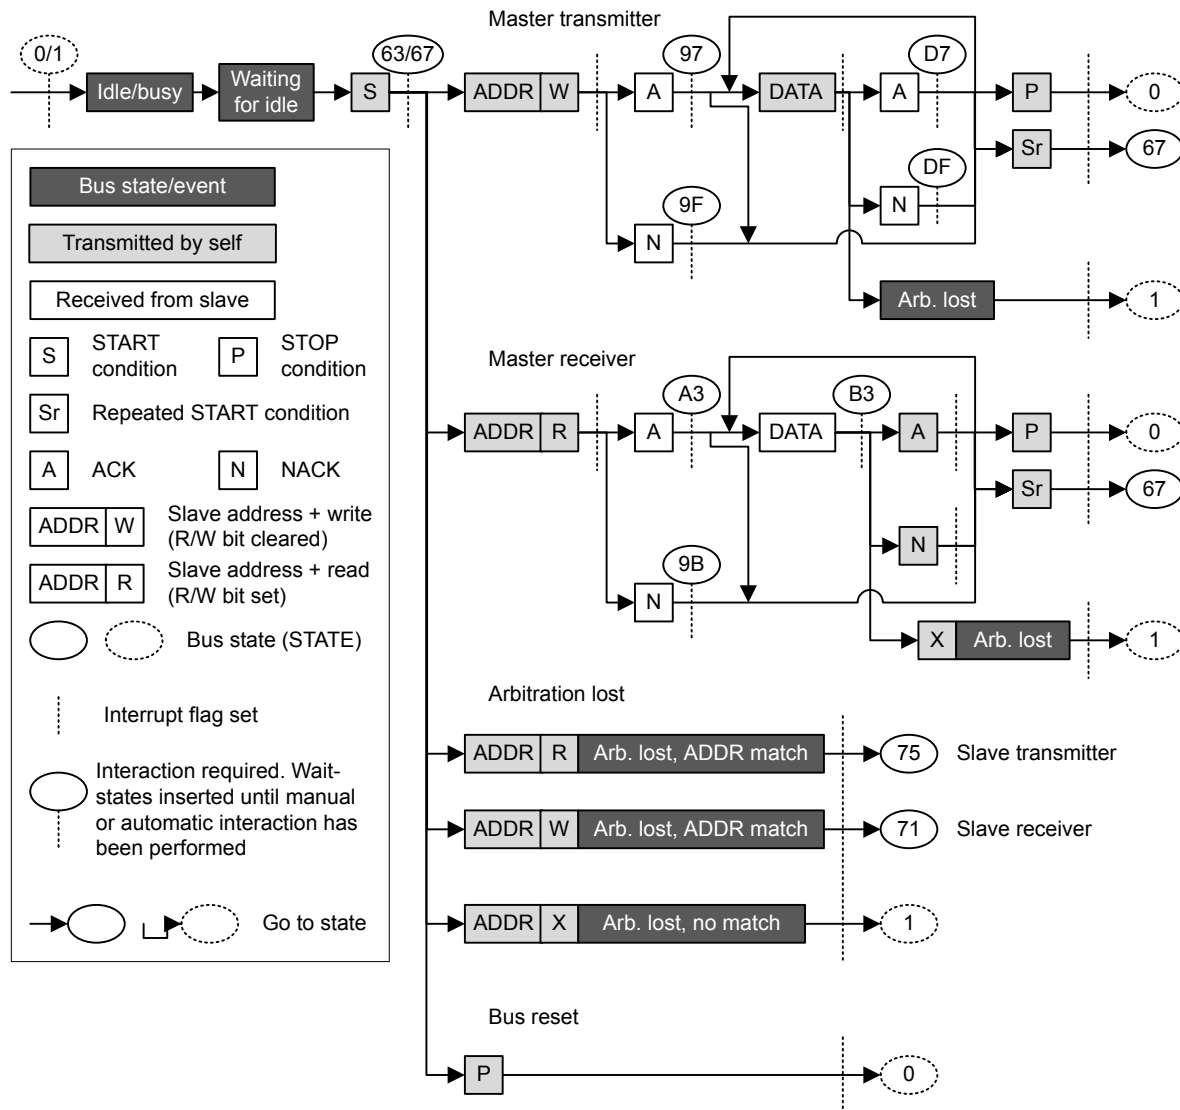 Master transmitter
0/1
63/67
97
D7
Idle/busy
Waiting
for idle
S
ADDR W
A
DATA
A
P
0
Sr
67
DF
N
9F
N
Arb. lost
1
Bus state/event
Transmitted by self
Received from slave
S
START
condition
P
STOP
condition
Sr
Repeated START condition
A
ACK
N
NACK
ADDR W
Slave address + write
(R/W bit cleared)
ADDR R
Slave address + read
(R/W bit set)
Bus state (STATE)
Interrupt flag set
Interaction required. Wait-
states inserted until manual
or automatic interaction has
been performed
Go to state
Master receiver
A3
B3
ADDR R
A
DATA
A
P
0
Sr
67
N
9B
N
X Arb. lost
1
Arbitration lost
ADDR R Arb. lost, ADDR match
75
Slave transmitter
ADDR W Arb. lost, ADDR match
71
Slave receiver
ADDR X Arb. lost, no match
1
Bus reset
P
0